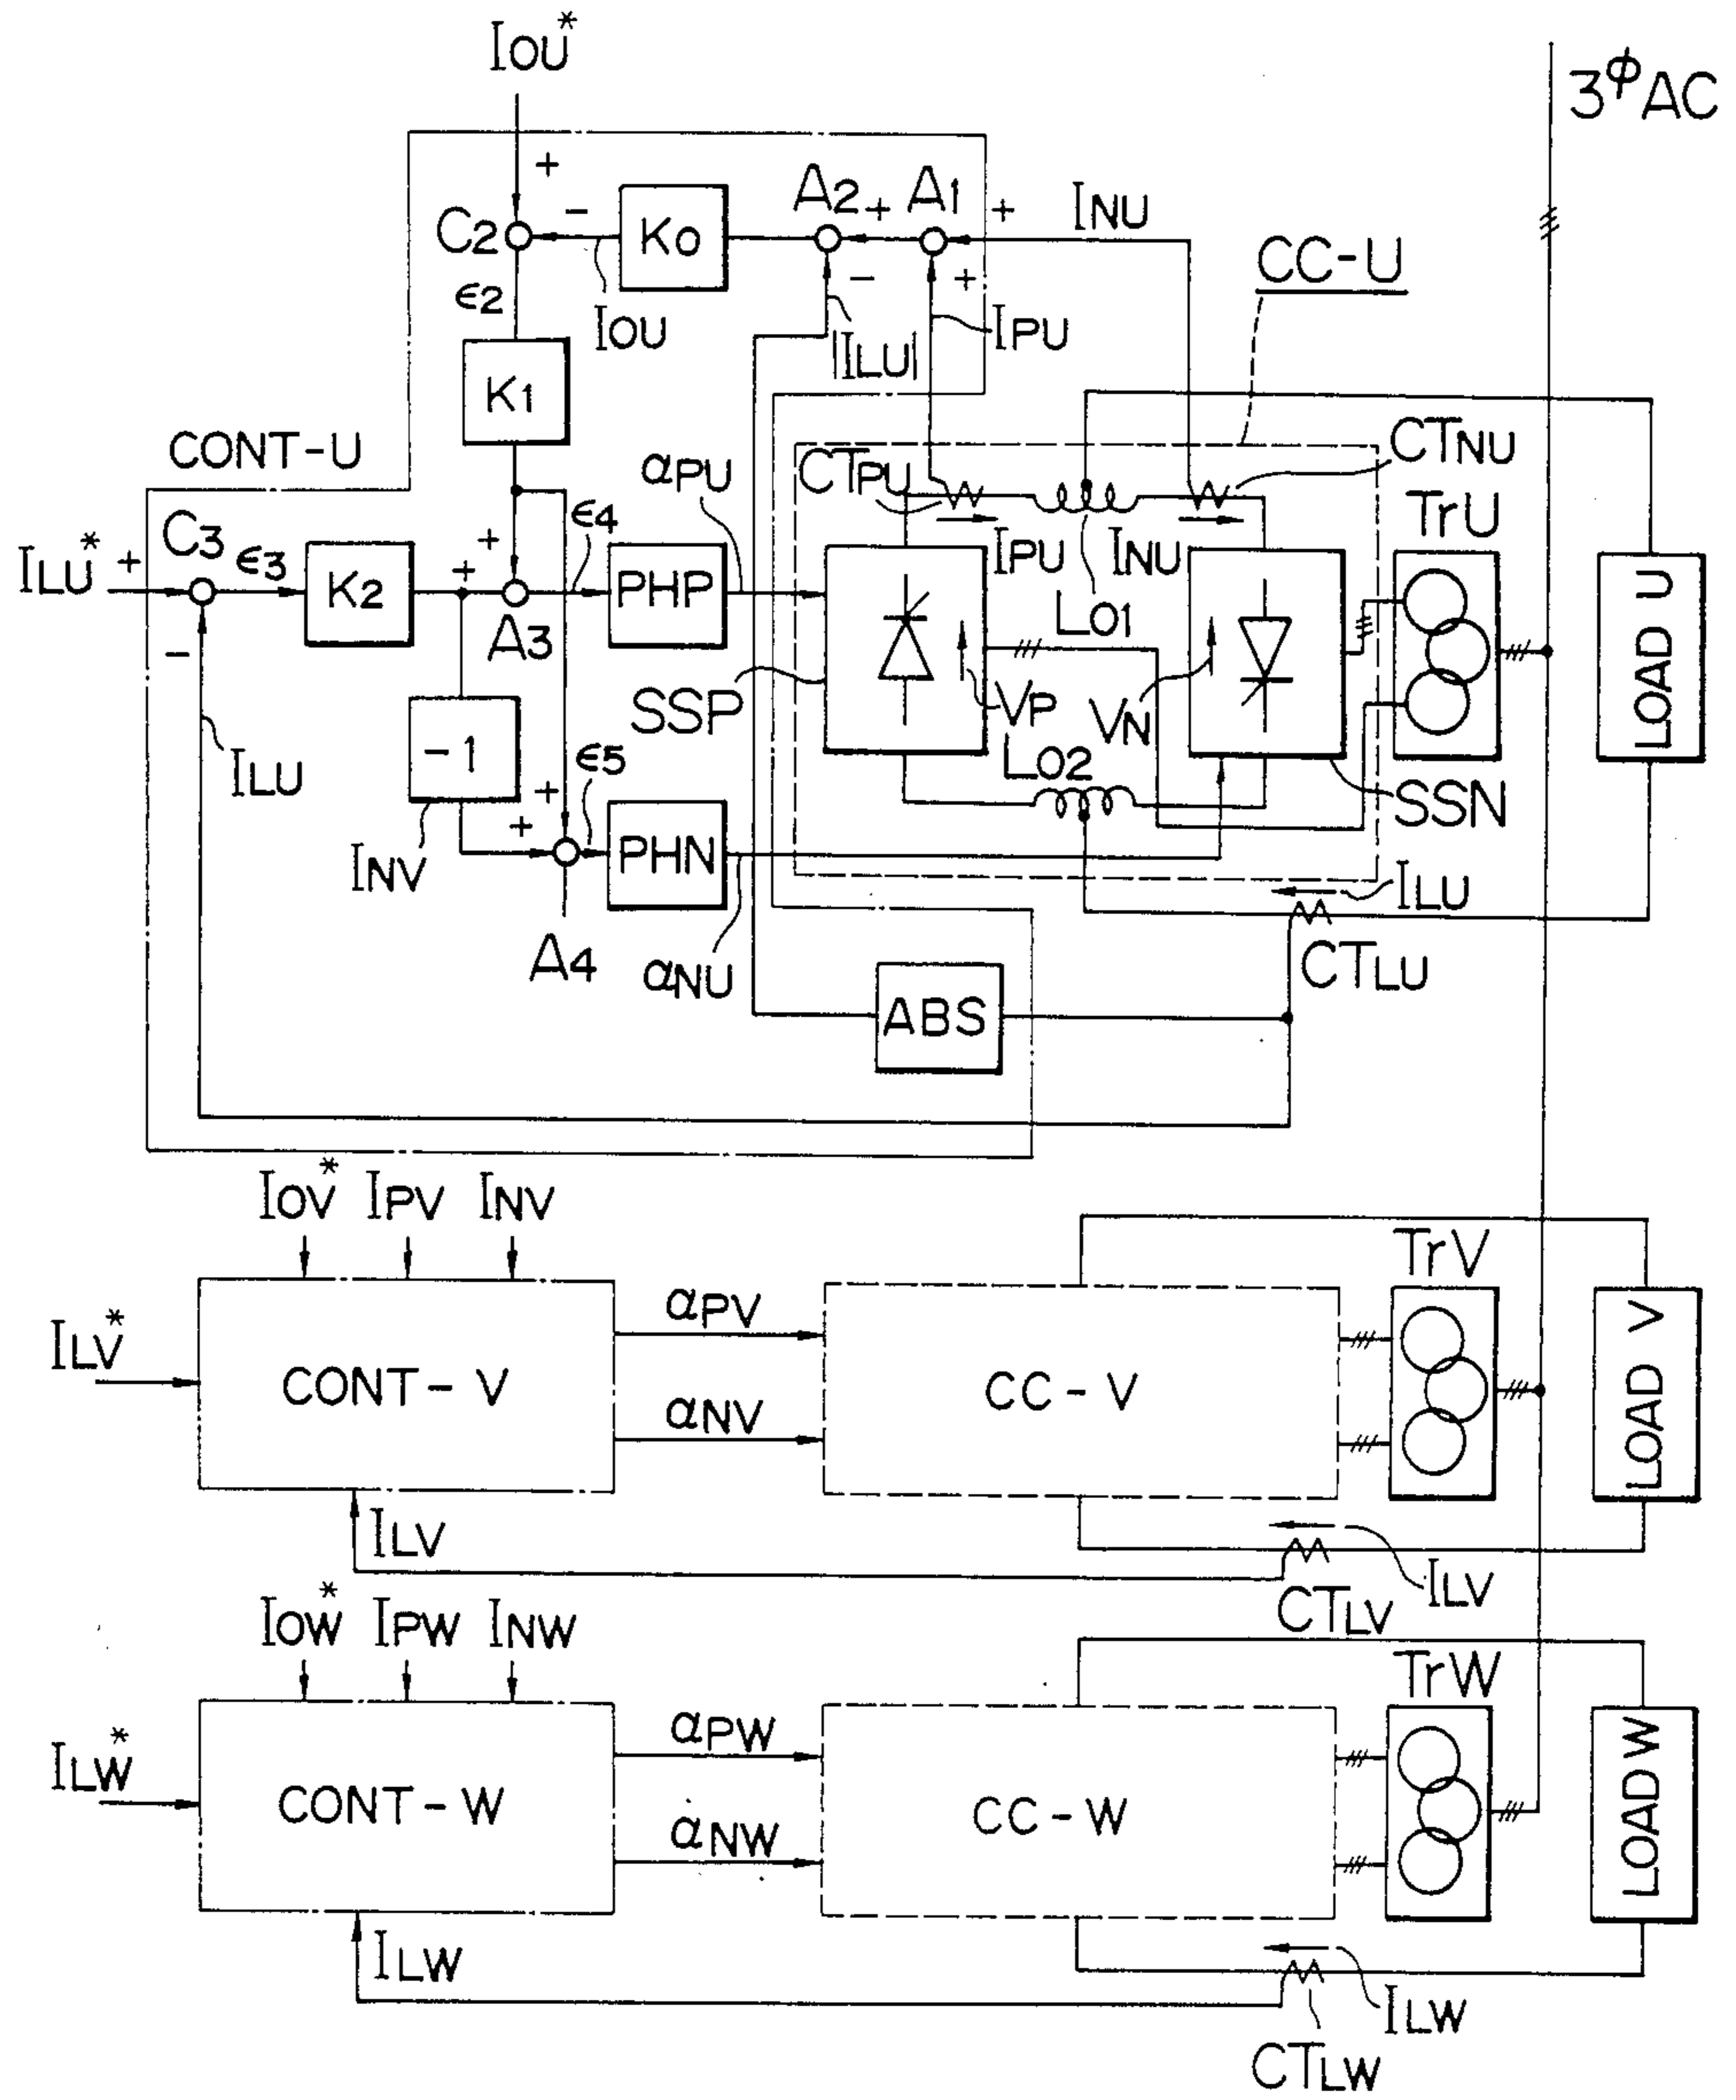 IOU*
3φAC
+
A2 + A1 + INU
C2 - K0
- +
CC-U
ϵ2
IOU
|ILU|
IPU
K1
CONT-U
CTPU
CTNU
αPU
TrU
C3
ϵ4
+
ILU* + ϵ3
K2 + PHP
IPU INU
A3
L01
LOAD U
-
SSP
VP
VN
-1
L02
ILU
ϵ5
+
SSN
+
INV
PHN
ILU
A4
αNU
CTLU
ABS
IOV* IPV INV
TrV
ILV*
αPV
CONT-V
CC-V
LOAD V
αNV
ILV
ILV
CTLV
IOW* IPW INW
TrW
αPW
ILW*
CONT-W
CC-W
LOAD W
αNW
ILW
ILW
CTLW